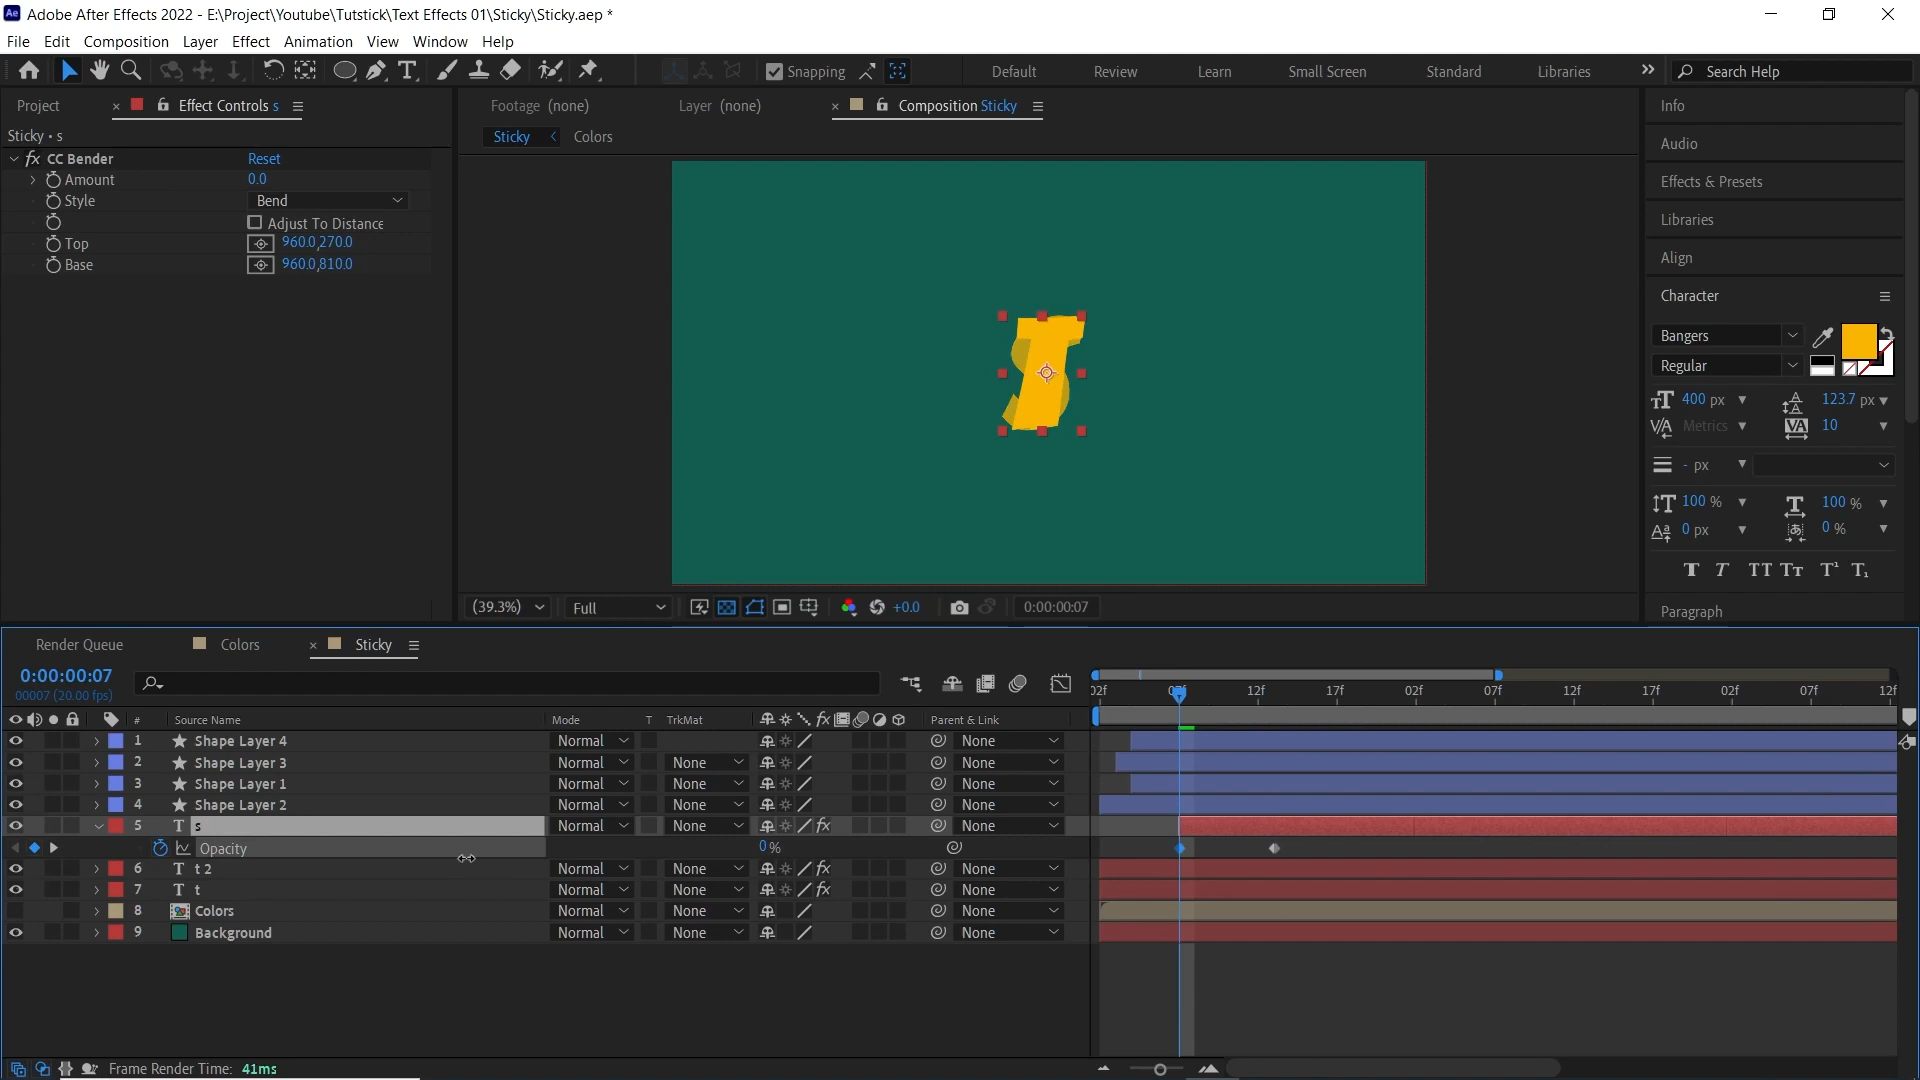 Adobe After Effects 2022 - E:\Project\Youtube\Tutstick\Text Effects 01\Sticky\Sticky.aep *
File Edit Composition Layer Effect Animation View Window Help
Snapping Default Review Learn Small Screen Standard Libraries Search Help
Project Effect Controls s Footage (none) Layer (none) Composition Sticky Info
Sticky • s
Sticky Colors
Audio
fx CC Bender Reset
Amount 0.0
Effects & Presets
Style Bend
Adjust To Distance
Libraries
Top 960.0,270.0
Base 960.0,810.0
Align
Character
Bangers
Regular
400 px 123.7 px
Metrics 10
- px
100 % 100 %
0 px 0 %
T T TT Tt T¹ T₁
(39.3%) Full +0.0 0:00:00:07
Paragraph
Render Queue Colors Sticky
0:00:00:07
00007 (20.00 fps)
02f 07f 12f 17f 02f 07f 12f 17f 02f 07f 12f
# Source Name Mode T TrkMat fx Parent & Link
1 Shape Layer 4 Normal None
2 Shape Layer 3 Normal None None
3 Shape Layer 1 Normal None None
4 Shape Layer 2 Normal None None
5 T s Normal None fx None
Opacity 0 %
6 T t 2 Normal None fx None
7 T t Normal None fx None
8 Colors Normal None None
9 Background Normal None None
Frame Render Time: 41ms